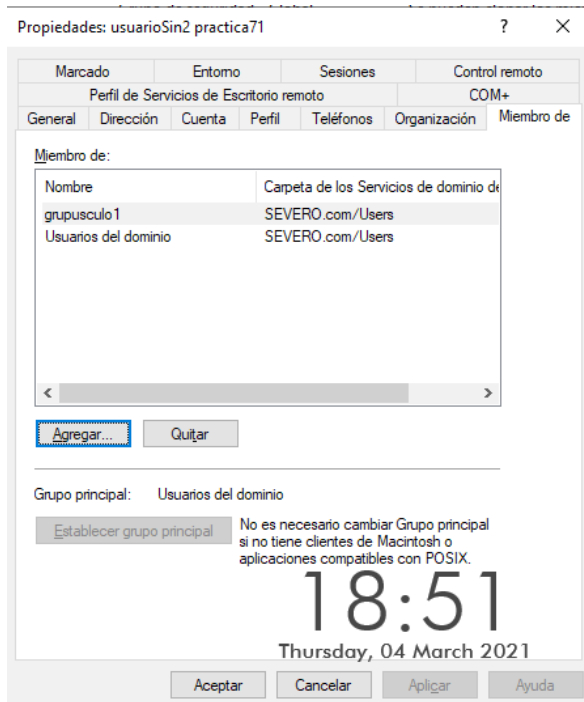 Propiedades: usuarioSin2 practica71 ?
Marcado Entorno Sesiones Control remoto
Perfil de Servicios de Escritorio remoto COM+
General Dirección Cuenta Perfil Teléfonos Organización Miembro de
Miembro de:
Nombre Carpeta de los Servicios de dominio de
grupusculo1 SEVERO.com/Users
Usuarios del dominio SEVERO.com/Users
Agregar... Quitar
Grupo principal: Usuarios del dominio
Establecer grupo principal
No es necesario cambiar Grupo principal
si no tiene clientes de Macintosh o
aplicaciones compatibles con POSIX.
18:51
Thursday, 04 March 2021
Aceptar Cancelar Aplicar Ayuda